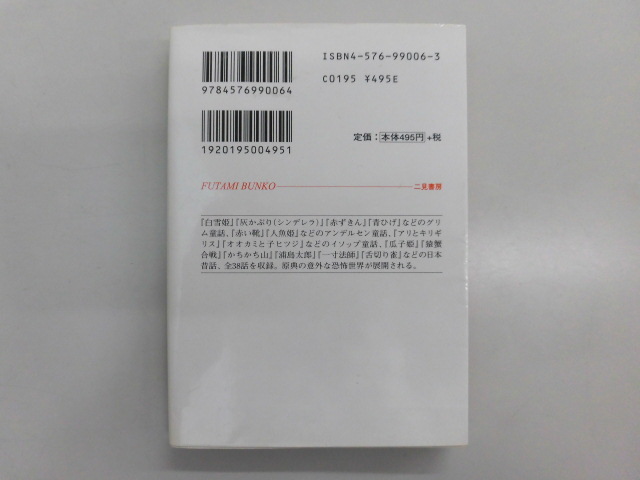 ISBN4-576-99006-3
C0195 ¥495E
9784576990064
定価：本体495円+税
1920195004951
FUTAMI BUNKO 二見書房
『白雪姫』『灰かぶり（シンデレラ）』『赤ずきん』『青ひげ』などのグリ
ム童話、『赤い靴』『人魚姫』などのアンデルセン童話、『アリとキリギ
リス』『オオカミと子ヒツジ』などのイソップ童話、『瓜子姫』『猿蟹
合戦』『かちかち山』『浦島太郎』『一寸法師』『舌切り雀』などの日本
昔話、全38話を収録。原典の意外な恐怖世界が展開される。